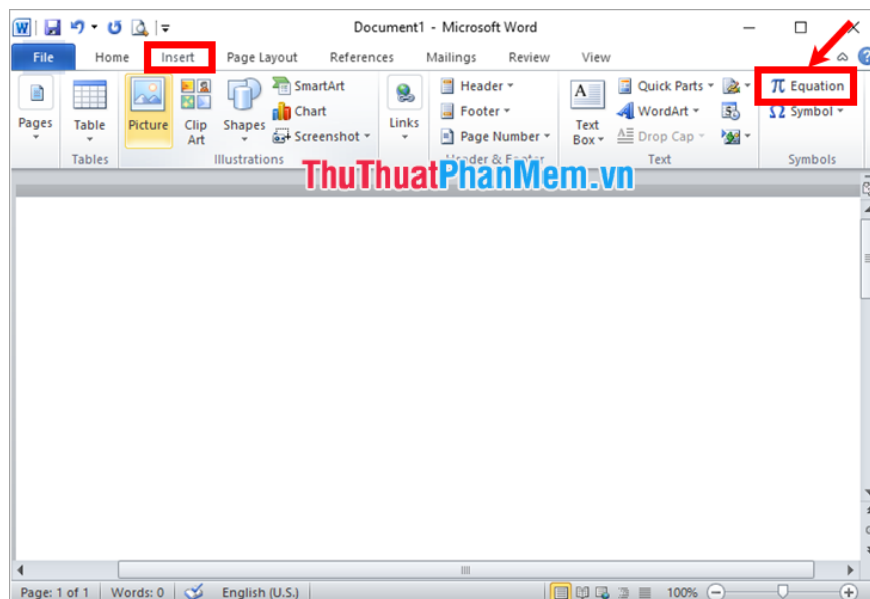 Document1 - Microsoft Word
File Home Insert Page Layout References Mailings Review View
SmartArt Header Quick Parts π Equation
Chart Footer WordArt Ω Symbol
Pages Table Picture Clip Art Shapes Screenshot Links Page Number Text Box Drop Cap
Tables Illustrations Header & Footer Text Symbols
ThuThuatPhanMem.vn
Page: 1 of 1 Words: 0 English (U.S.) 100%